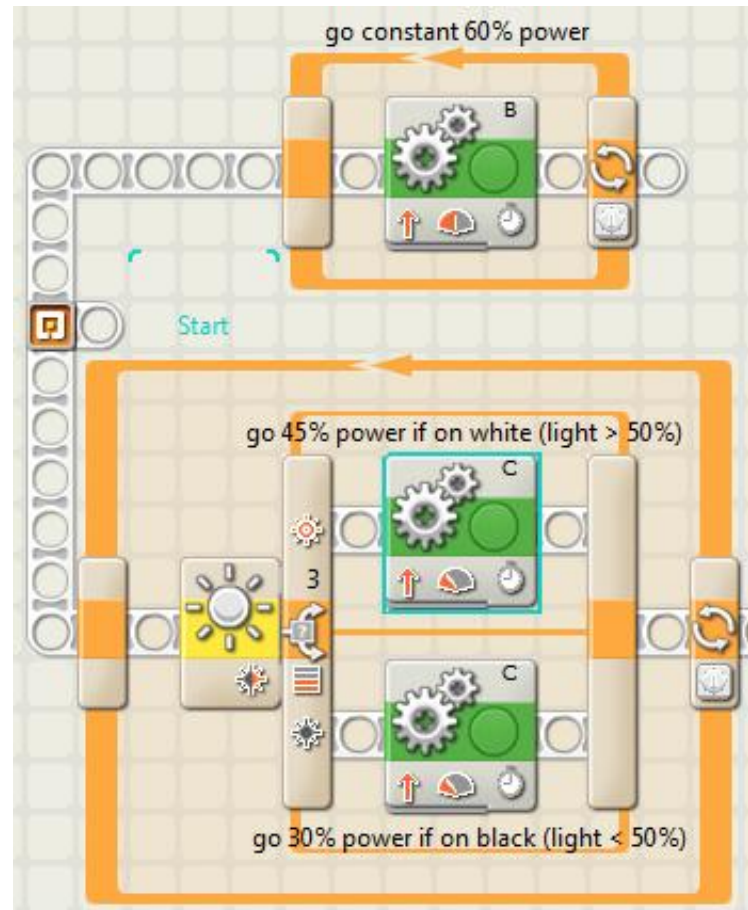 go constant 60% power
B
Start
go 45% power if on white (light > 50%)
C
3
C
go 30% power if on black (light < 50%)